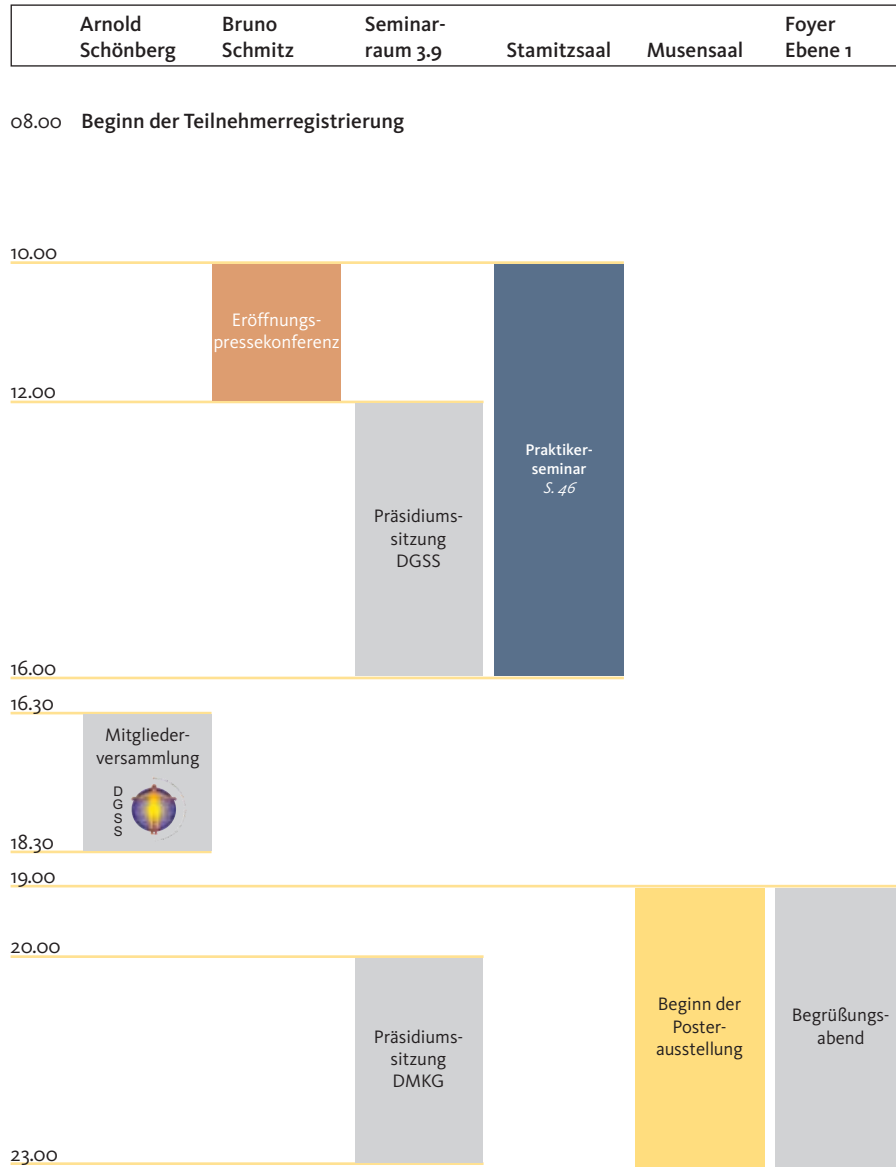 Arnold Schönberg
Bruno Schmitz
Seminar-
raum 3.9
Stamitzsaal
Musensaal
Foyer
Ebene 1
08.00 Beginn der Teilnehmerregistrierung
10.00
Eröffnungs-
pressekonferenz
12.00
Praktiker-
seminar
S. 46
Präsidiums-
sitzung
DGSS
16.00
16.30
Mitglieder-
versammlung
D
G
S
S
18.30
19.00
20.00
Beginn der
Poster-
ausstellung
Begrüßungs-
abend
Präsidiums-
sitzung
DMKG
23.00